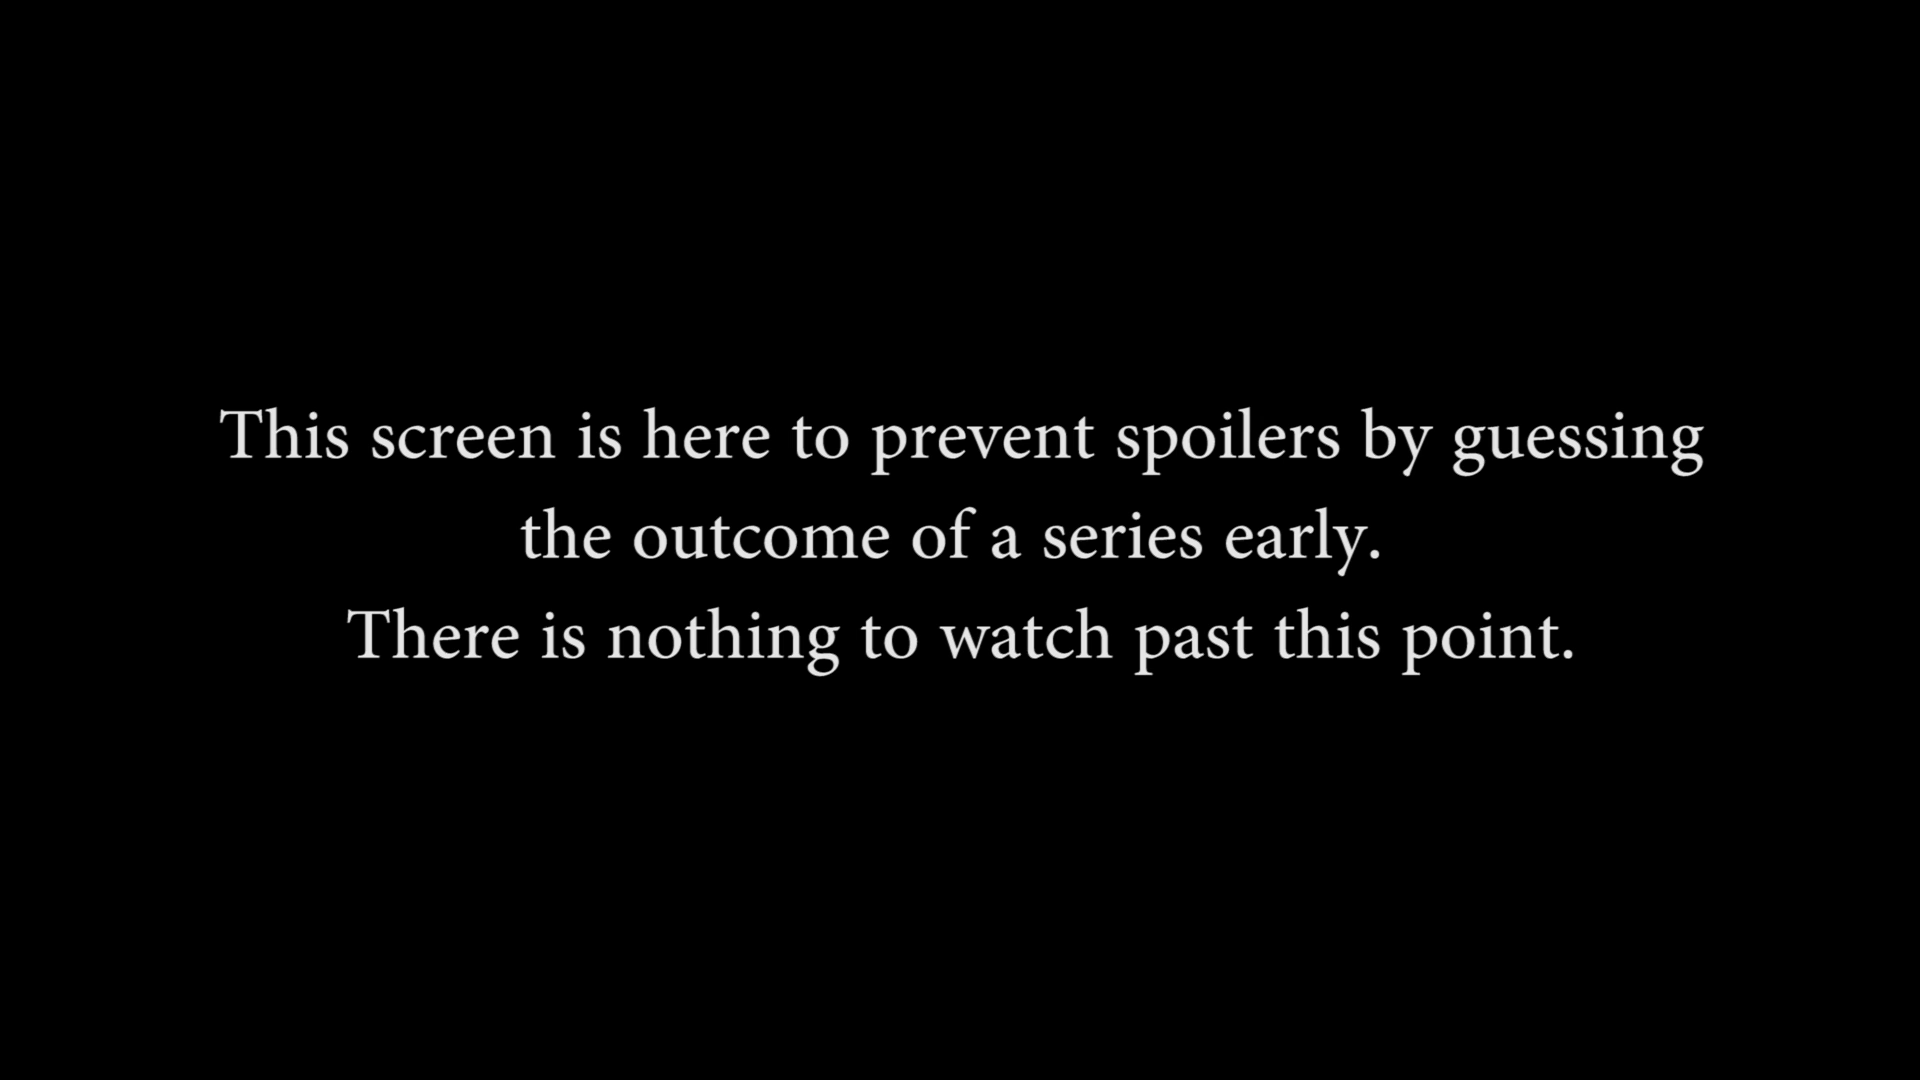 This screen is here to prevent spoilers by guessing
the outcome of a series early.
There is nothing to watch past this point.